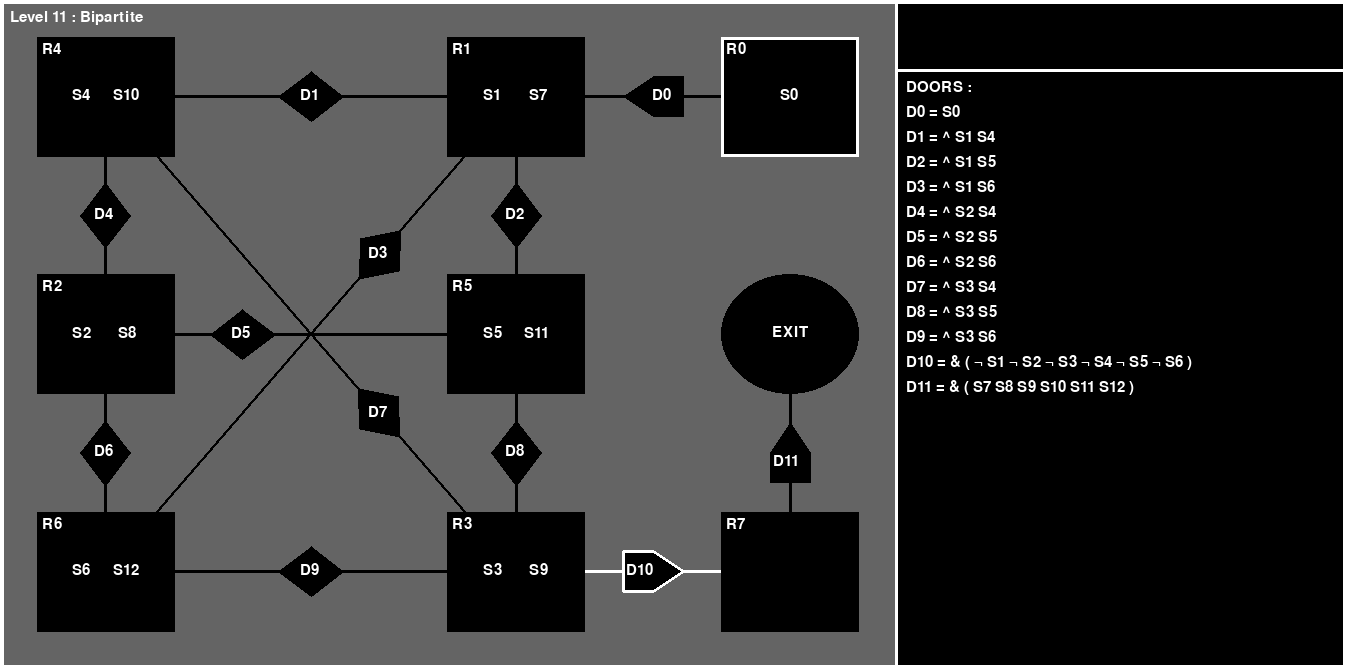 Level 11 : Bipartite
R4
S4 S10
D1
R1
S1 S7
D0
R0
S0
D4
D3
D2
R2
S2 S8
D5
R5
S5 S11
EXIT
D7
D6
D8
D11
R6
S6 S12
D9
R3
S3 S9
D10
R7
DOORS :
D0 = S0
D1 = ^ S1 S4
D2 = ^ S1 S5
D3 = ^ S1 S6
D4 = ^ S2 S4
D5 = ^ S2 S5
D6 = ^ S2 S6
D7 = ^ S3 S4
D8 = ^ S3 S5
D9 = ^ S3 S6
D10 = & ( ¬ S1 ¬ S2 ¬ S3 ¬ S4 ¬ S5 ¬ S6 )
D11 = & ( S7 S8 S9 S10 S11 S12 )